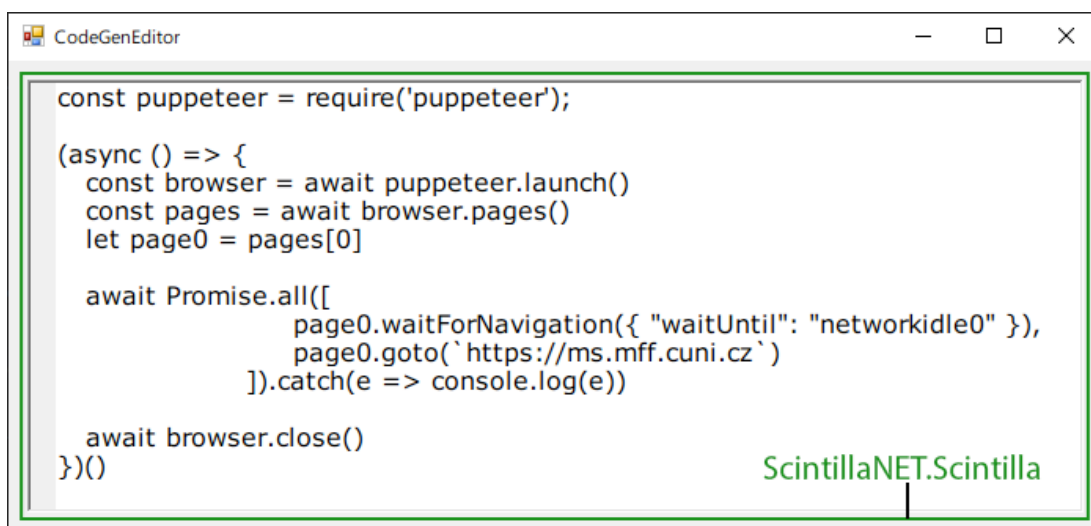 CodeGenEditor
const puppeteer = require('puppeteer');
(async () => {
const browser = await puppeteer.launch()
const pages = await browser.pages()
let page0 = pages[0]
await Promise.all([
page0.waitForNavigation({ "waitUntil": "networkidle0" }),
page0.goto(`https://ms.mff.cuni.cz`)
]).catch(e => console.log(e))
await browser.close()
})()
ScintillaNET.Scintilla